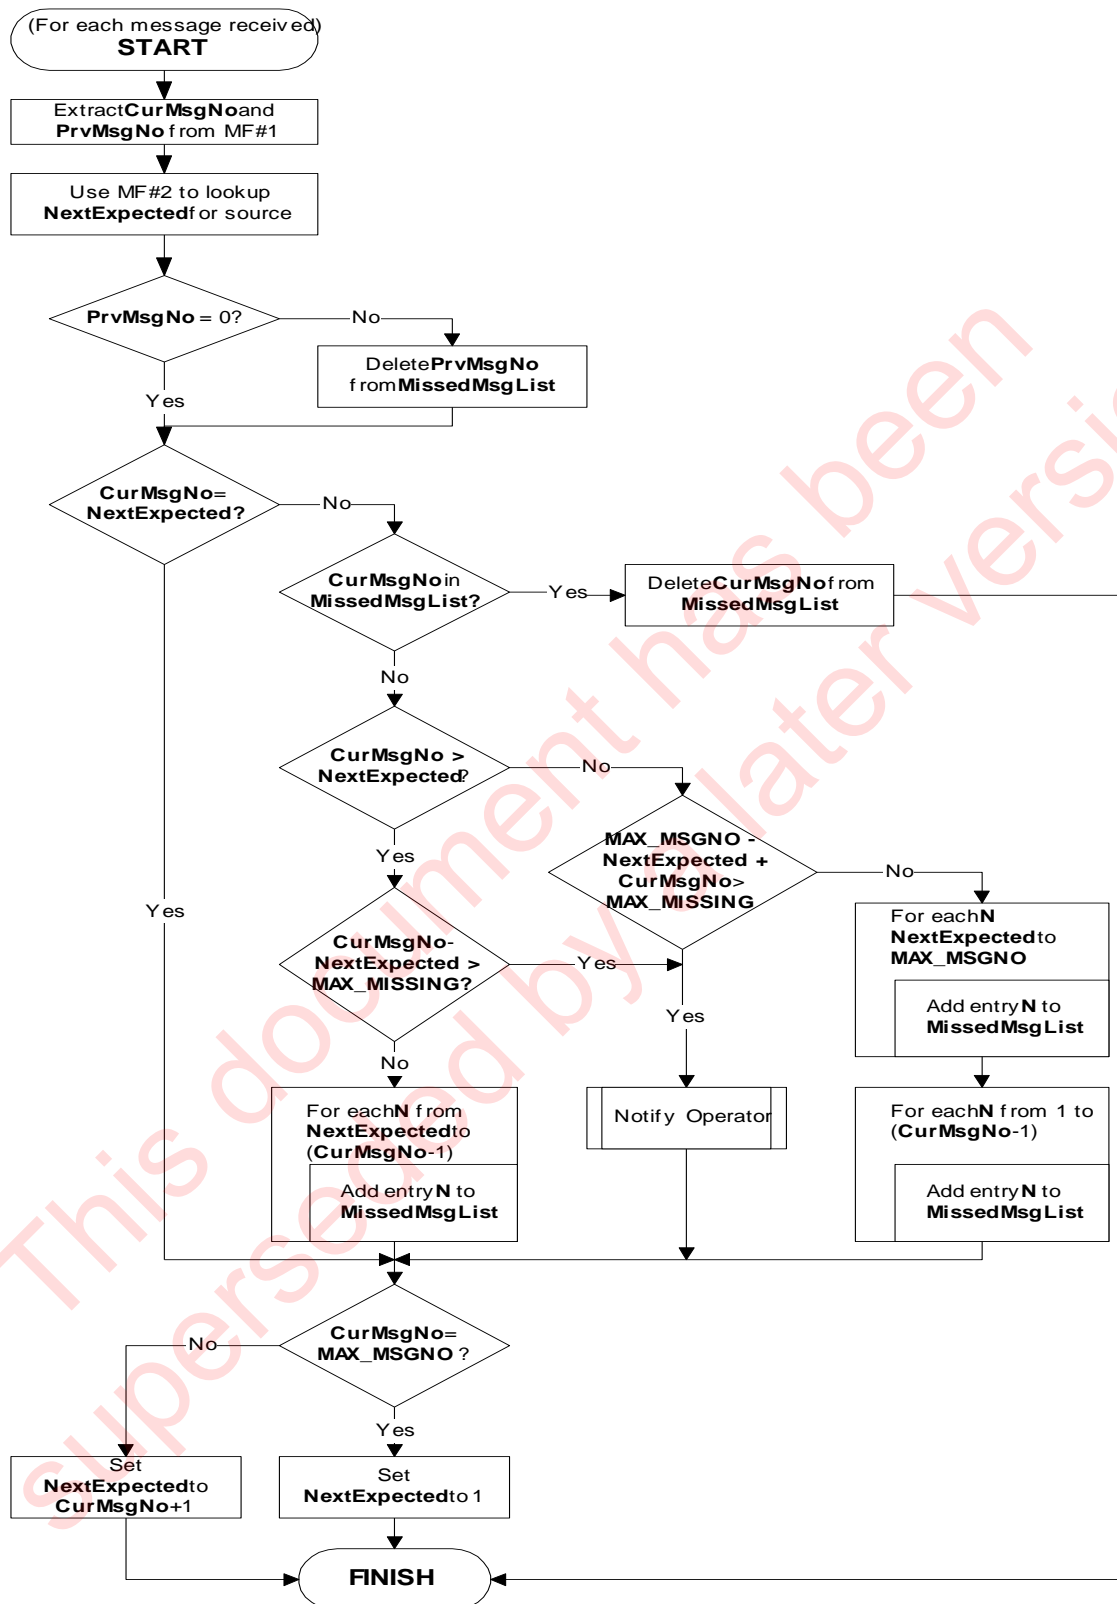 (For each message received)
START
Extract CurMsgNo and
PrvMsgNo from MF#1
Use MF#2 to lookup
NextExpected for source
PrvMsgNo = 0?
No
Delete PrvMsgNo
from MissedMsgList
Yes
CurMsgNo =
NextExpected?
No
CurMsgNo in
MissedMsgList?
Yes
Delete CurMsgNo from
MissedMsgList
No
CurMsgNo >
NextExpected?
No
MAX_MSGNO -
NextExpected +
CurMsgNo >
MAX_MISSING
No
Yes
Yes
For each N
NextExpected to
MAX_MSGNO
Add entry N to
MissedMsgList
CurMsgNo-
NextExpected >
MAX_MISSING?
Yes
Yes
No
For each N from
NextExpected to
(CurMsgNo-1)
Add entry N to
MissedMsgList
Notify Operator
For each N from 1 to
(CurMsgNo-1)
Add entry N to
MissedMsgList
CurMsgNo=
MAX_MSGNO ?
No
Yes
Set
NextExpected to
CurMsgNo+1
Set
NextExpected to 1
FINISH
This document has been
superseded by a later versi